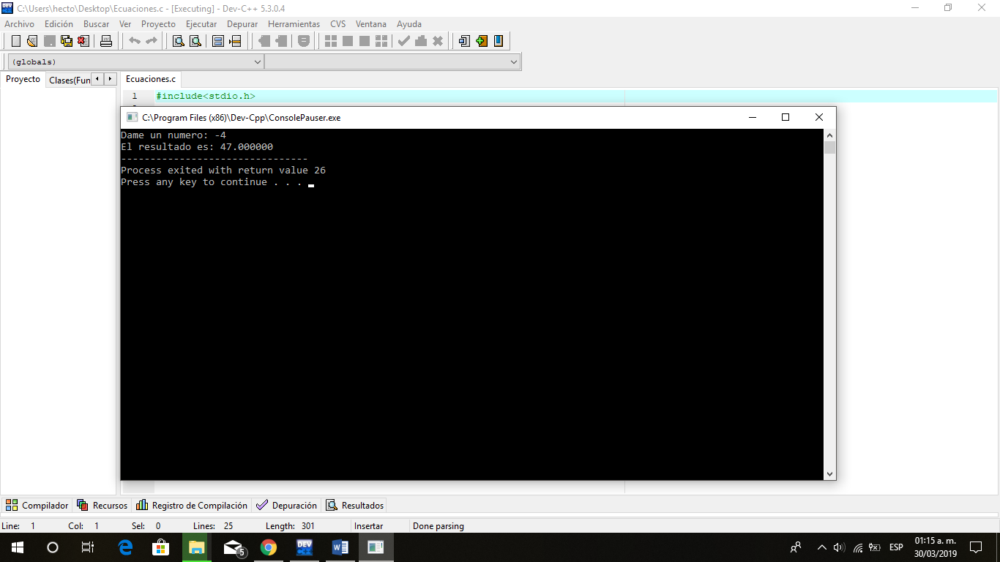 C:\Users\hecto\Desktop\Ecuaciones.c - [Executing] - Dev-C++ 5.3.0.4
Archivo Edición Buscar Ver Proyecto Ejecutar Depurar Herramientas CVS Ventana Ayuda
(globals)
Proyecto Clases(Fun Ecuaciones.c
1 #include<stdio.h>
C:\Program Files (x86)\Dev-Cpp\ConsolePauser.exe
Dame un numero: -4
El resultado es: 47.000000
--------------------------------
Process exited with return value 26
Press any key to continue . . .
Compilador Recursos Registro de Compilación Depuración Resultados
Line: 1 Col: 1 Sel: 0 Lines: 25 Length: 301 Insertar Done parsing
5 DEV ESP 01:15 a. m.
30/03/2019